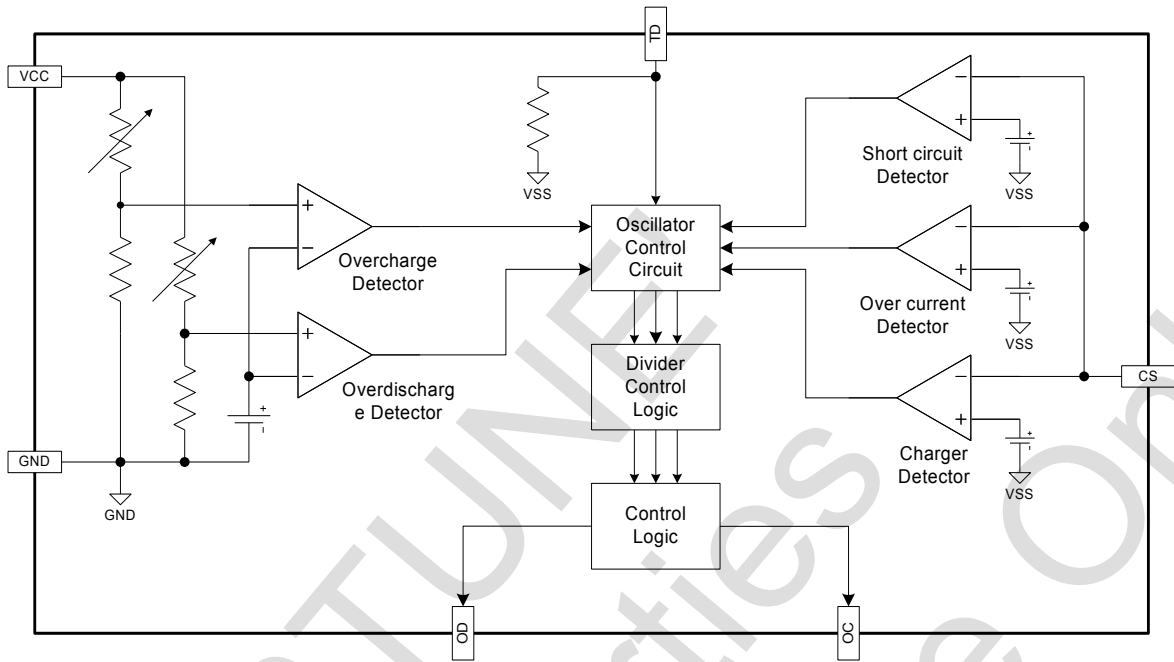 TD
VCC
Short circuit
Detector
VSS
VSS
Oscillator
Control
Circuit
Overcharge
Detector
Over current
Detector
VSS
Divider
Control
Logic
Overdischarg
e Detector
CS
GND
Charger
Detector
VSS
GND
Control
Logic
OD
OC
TUNE'